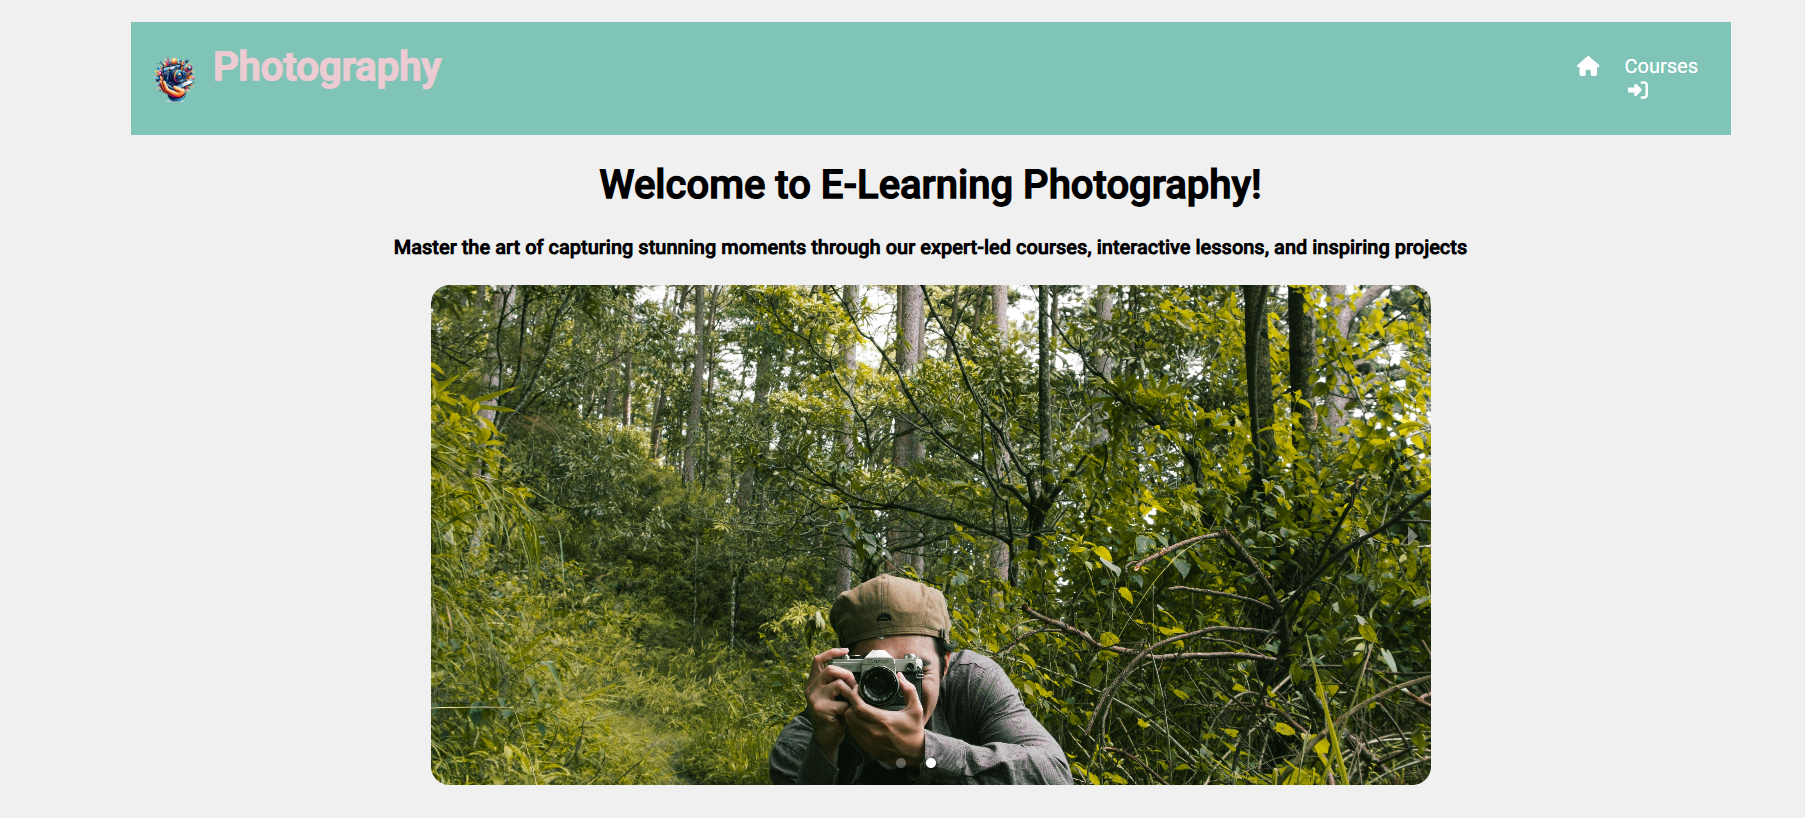 Photography
Courses
Welcome to E-Learning Photography!
Master the art of capturing stunning moments through our expert-led courses, interactive lessons, and inspiring projects